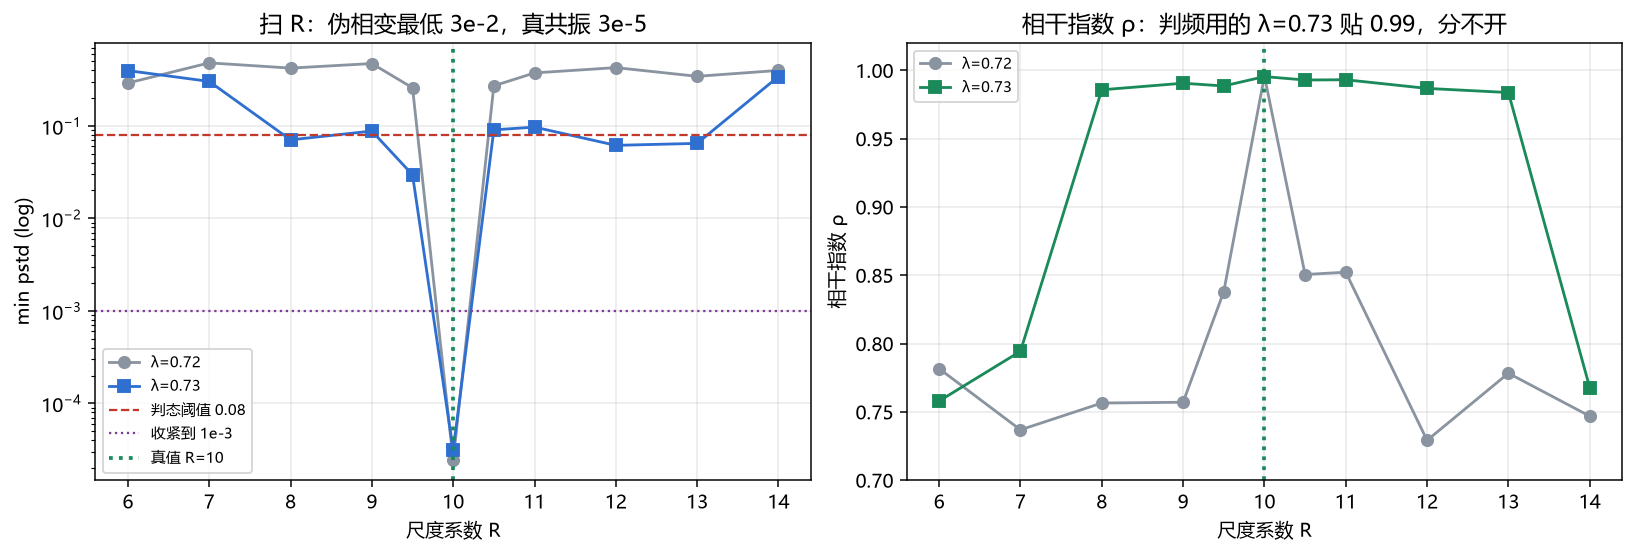 扫 R：伪相变最低 3e-2，真共振 3e-5
min pstd (log)
10⁻¹
10⁻²
10⁻³
10⁻⁴
λ=0.72
λ=0.73
判态阈值 0.08
收紧到 1e-3
真值 R=10
6 7 8 9 10 11 12 13 14
尺度系数 R
相干指数 ρ：判频用的 λ=0.73 贴 0.99，分不开
相干指数 ρ
λ=0.72
λ=0.73
1.00
0.95
0.90
0.85
0.80
0.75
0.70
6 7 8 9 10 11 12 13 14
尺度系数 R